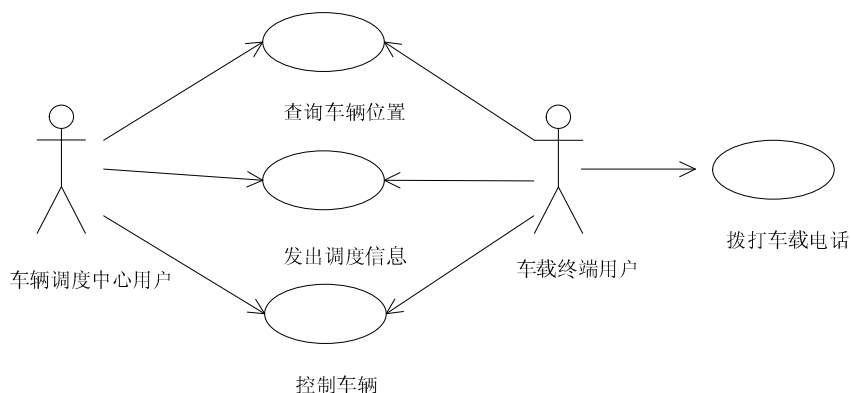 查询车辆位置
发出调度信息
拨打车载电话
车辆调度中心用户
车载终端用户
控制车辆